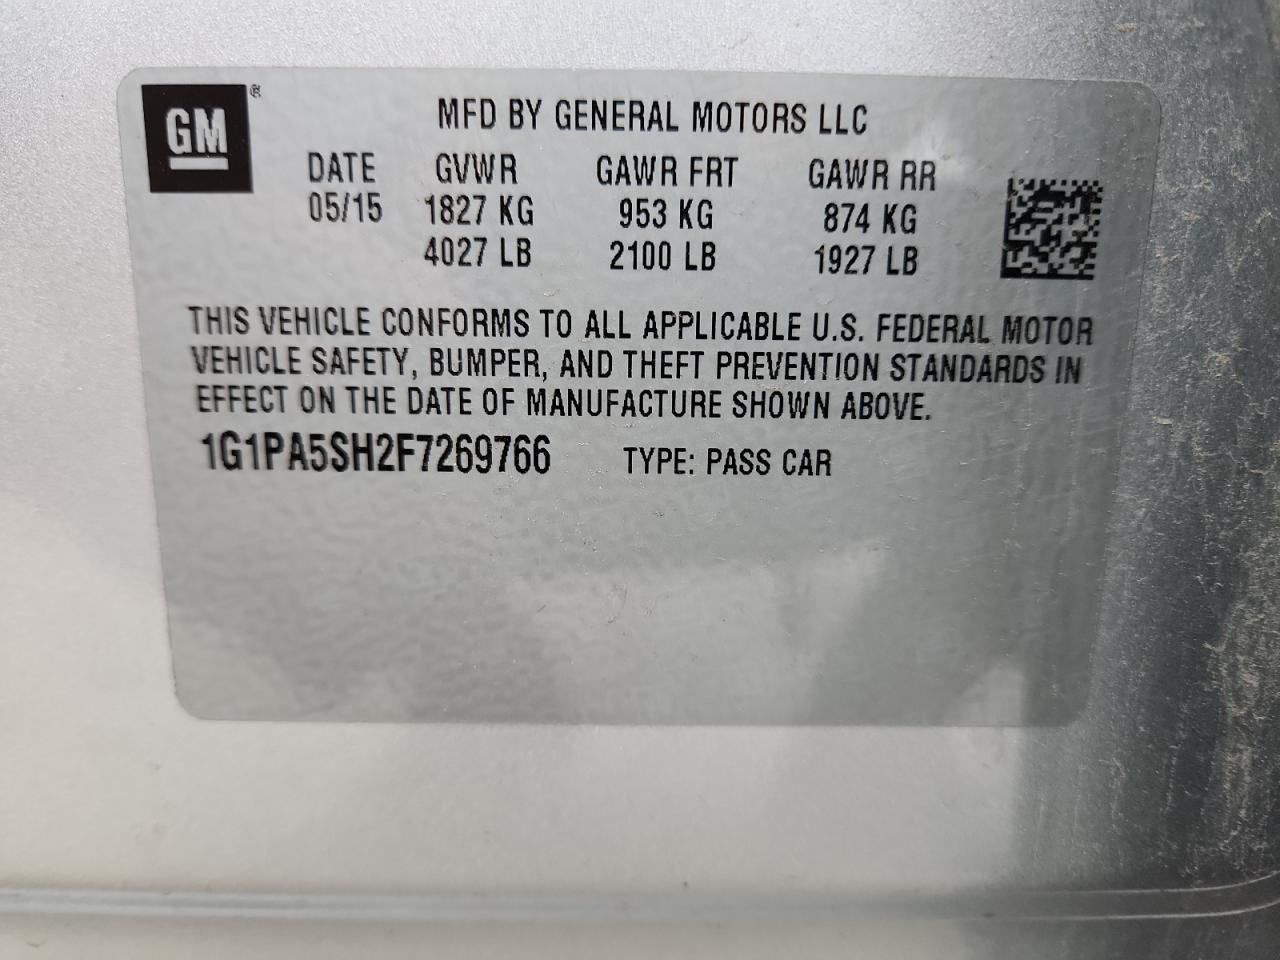 GM ®
MFD BY GENERAL MOTORS LLC
DATE GVWR GAWR FRT GAWR RR
05/15 1827 KG 953 KG 874 KG
4027 LB 2100 LB 1927 LB
THIS VEHICLE CONFORMS TO ALL APPLICABLE U.S. FEDERAL MOTOR
VEHICLE SAFETY, BUMPER, AND THEFT PREVENTION STANDARDS IN
EFFECT ON THE DATE OF MANUFACTURE SHOWN ABOVE.
1G1PA5SH2F7269766 TYPE: PASS CAR